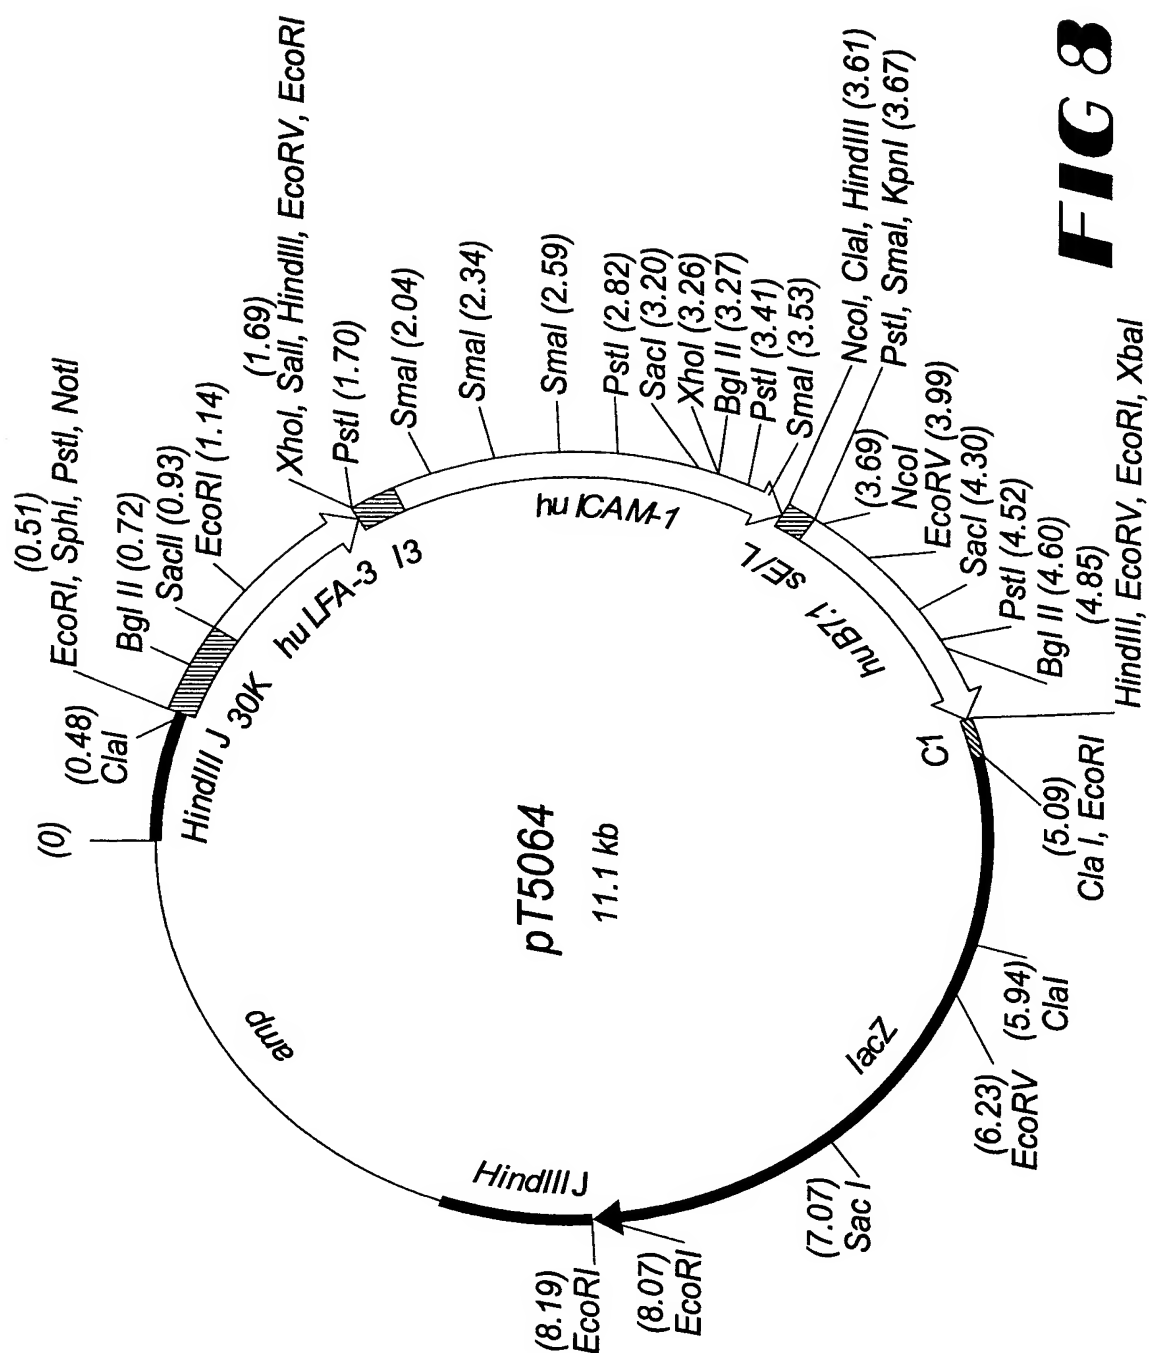 (0)
(0.48)
ClaI
(0.51)
EcoRI, SphI, PstI, NotI
Bgl II (0.72)
SacII (0.93)
EcoRI (1.14)
(1.69)
XhoI, SalI, HindIII, EcoRV, EcoRI
PstI (1.70)
SmaI (2.04)
SmaI (2.34)
SmaI (2.59)
PstI (2.82)
SacI (3.20)
XhoI (3.26)
Bgl II (3.27)
PstI (3.41)
SmaI (3.53)
NcoI, ClaI, HindIII (3.61)
PstI, SmaI, KpnI (3.67)
(3.69)
NcoI
EcoRV (3.99)
SacI (4.30)
PstI (4.52)
Bgl II (4.60)
(4.85)
HindIII, EcoRV, EcoRI, XbaI
(5.09)
Cla I, EcoRI
(5.94)
ClaI
(6.23)
EcoRV
(7.07)
Sac I
(8.07)
EcoRI
(8.19)
EcoRI
HindIII J
30K
hu LFA-3
I3
hu ICAM-1
sE/L
huB7.1
C1
lacZ
HindIII J
amp
pT5064
11.1 kb
FIG 8